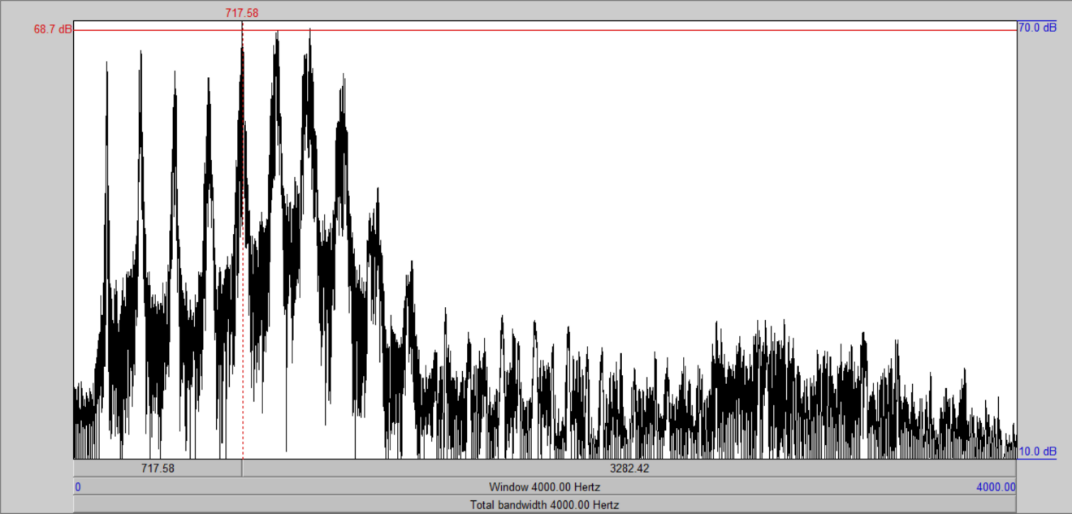 717.58
68.7 dB
70.0 dB
10.0 dB
717.58 3282.42
0 Window 4000.00 Hertz 4000.00
Total bandwidth 4000.00 Hertz